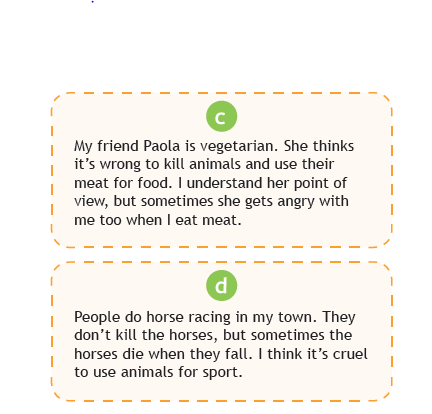 c
My friend Paola is vegetarian. She thinks
it’s wrong to kill animals and use their
meat for food. I understand her point of
view, but sometimes she gets angry with
me too when I eat meat.
d
People do horse racing in my town. They
don’t kill the horses, but sometimes the
horses die when they fall. I think it’s cruel
to use animals for sport.